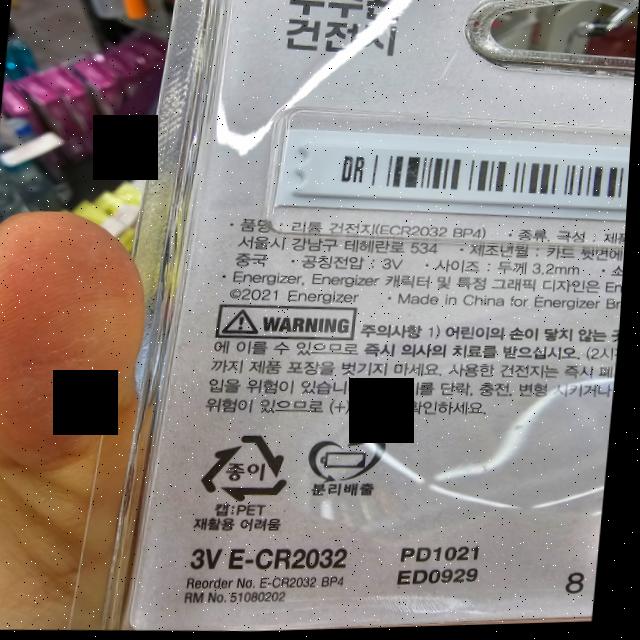 건전지
DR
· 품명 : 리튬 건전지(ECR2032 BP4) · 종류, 극성
서울시 강남구 테헤란로 534 · 제조년월 : 카드 뒷면에
중국 · 공칭전압 : 3V · 사이즈 : 두께 3.2mm
· Energizer, Energizer 캐릭터 및 특정 그래픽 디자인은
©2021 Energizer · Made in China for Energizer
WARNING 주의사항 1) 어린이의 손이 닿지 않는
에 이를 수 있으므로 즉시 의사의 치료를 받으십시오.
까지 제품 포장을 벗기지 마세요. 사용한 건전지는 즉시
입을 위험이 단락, 충전, 변형 시키거나
위험이 있으므로 (+)
종이
분리배출
캡:PET
재활용 어려움
3V E-CR2032 PD1021
Reorder No. E-CR2032 BP4 ED0929
RM No. 51080202 8